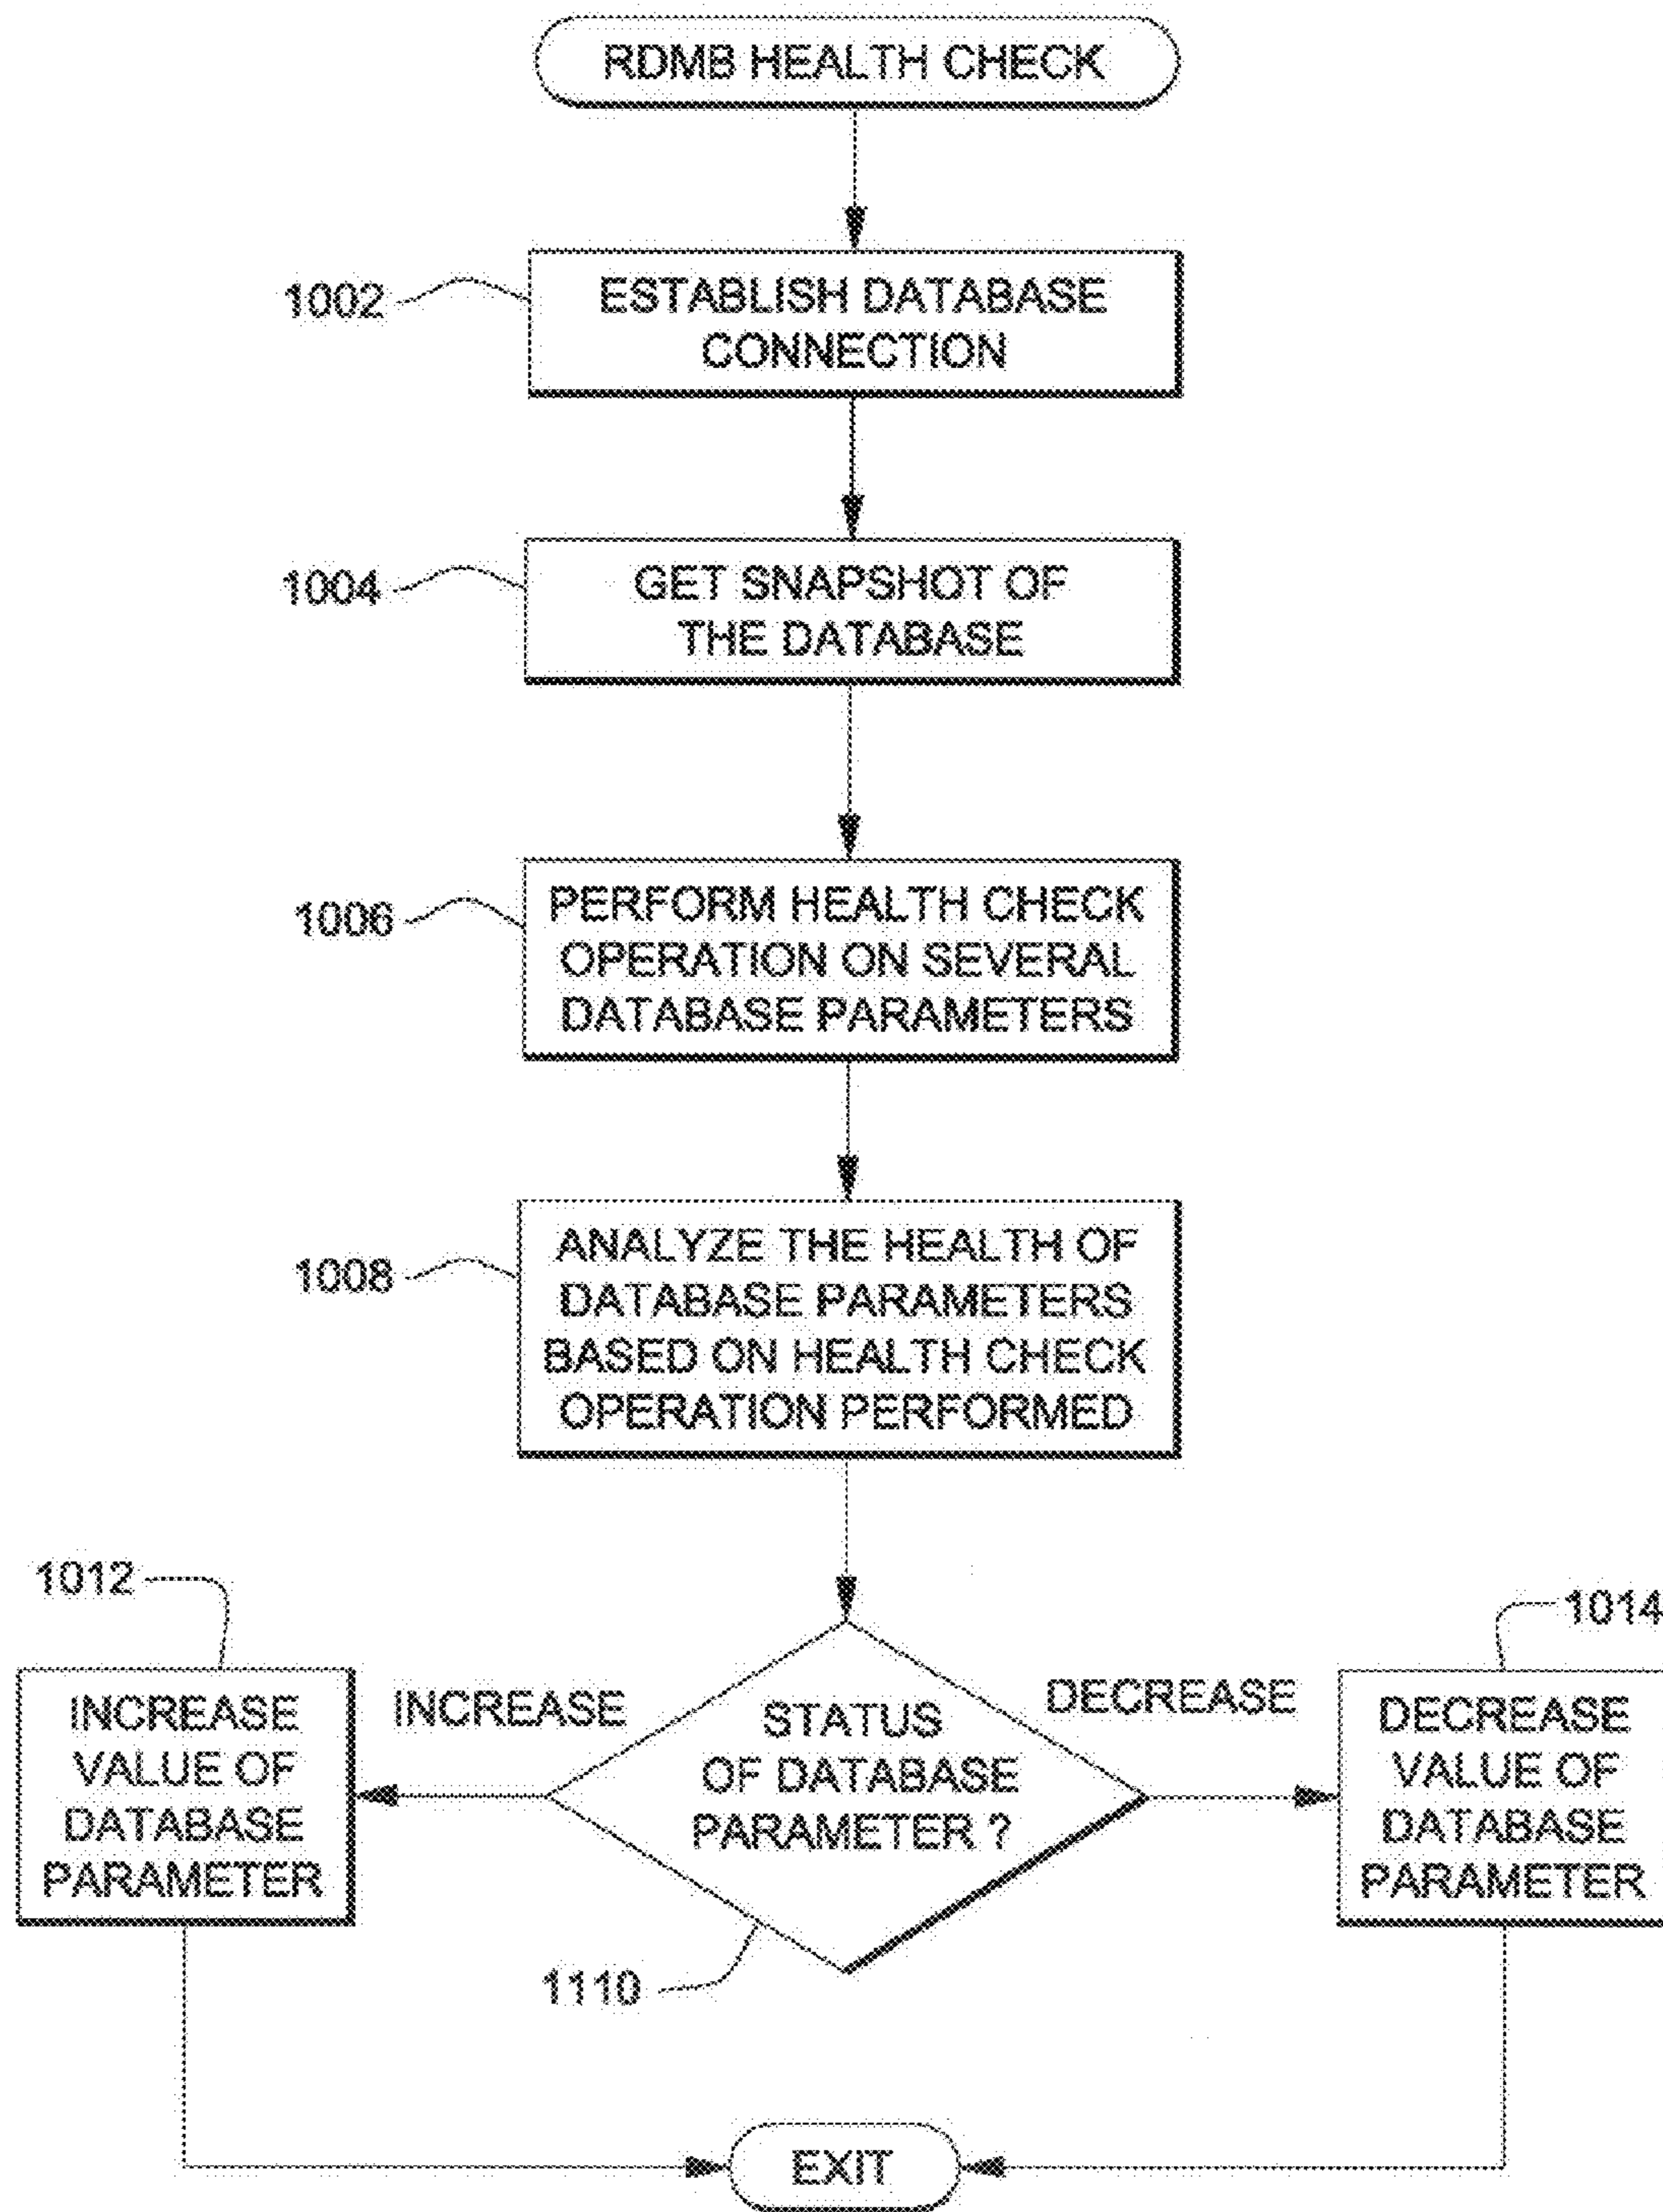 RDMB HEALTH CHECK
1002
ESTABLISH DATABASE
CONNECTION
1004
GET SNAPSHOT OF
THE DATABASE
1006
PERFORM HEALTH CHECK
OPERATION ON SEVERAL
DATABASE PARAMETERS
1008
ANALYZE THE HEALTH OF
DATABASE PARAMETERS
BASED ON HEALTH CHECK
OPERATION PERFORMED
1012
INCREASE
VALUE OF
DATABASE
PARAMETER
INCREASE
STATUS
OF DATABASE
PARAMETER ?
1110
DECREASE
1014
DECREASE
VALUE OF
DATABASE
PARAMETER
EXIT